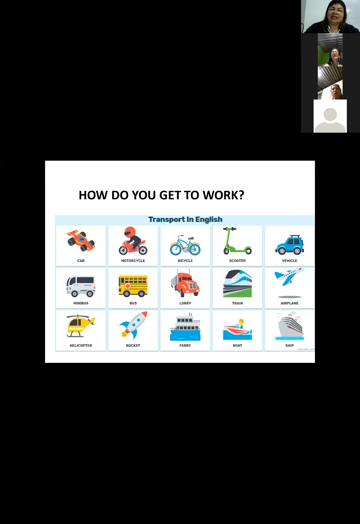 HOW DO YOU GET TO WORK?
Transport In English
CAR MOTORCYCLE BICYCLE SCOOTER VEHICLE
MINIBUS BUS LORRY TRAIN AIRPLANE
HELICOPTER ROCKET FERRY BOAT SHIP